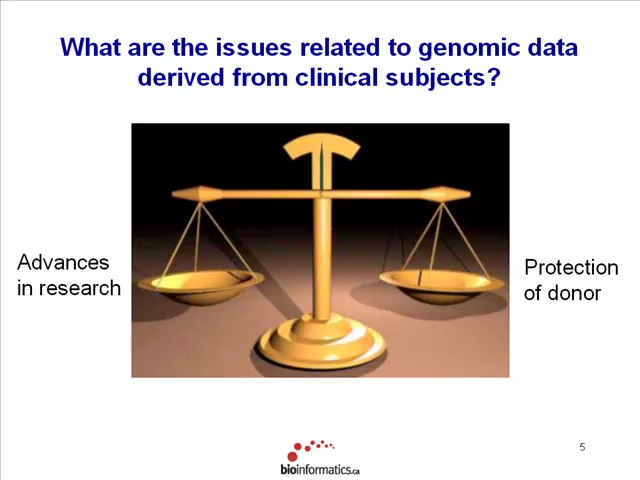 What are the issues related to genomic data
derived from clinical subjects?
Advances
in research
Protection
of donor
5
bioinformatics.ca